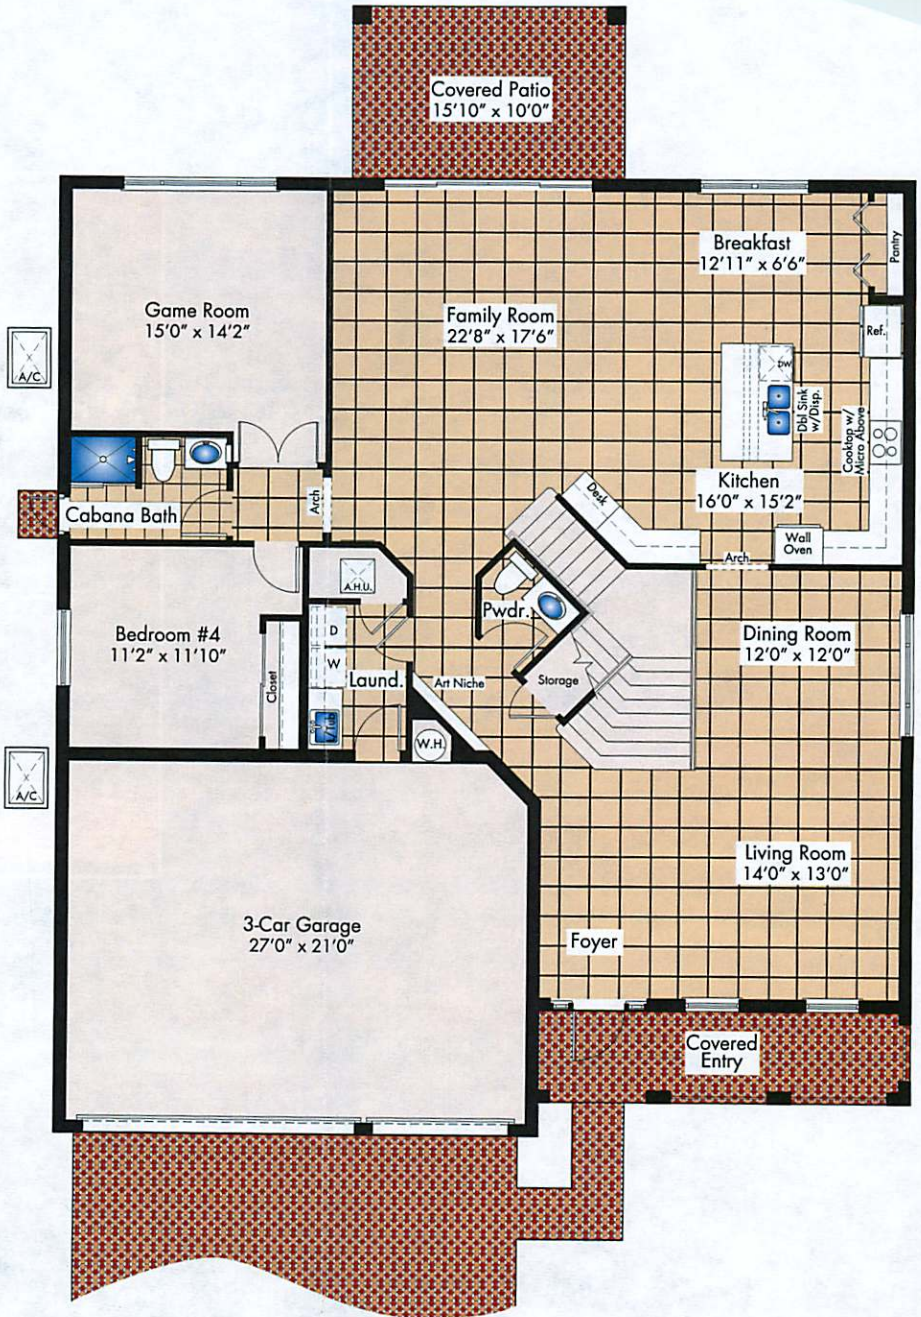 Covered Patio
15'10" x 10'0"
Breakfast
12'11" x 6'6"
Pantry
Game Room
15'0" x 14'2"
Family Room
22'8" x 17'6"
Ref.
A/C
DW
Dbl Sink
w/Disp.
Cooktop w/
Micro Above
Kitchen
16'0" x 15'2"
Desk
Arch
Cabana Bath
Wall
Oven
Arch
A.H.U.
Pwdr.
Bedroom #4
11'2" x 11'10"
D
W
Dining Room
12'0" x 12'0"
Closet
Laund.
Art Niche
Storage
L/Tub
W.H.
A/C
Living Room
14'0" x 13'0"
3-Car Garage
27'0" x 21'0"
Foyer
Covered
Entry